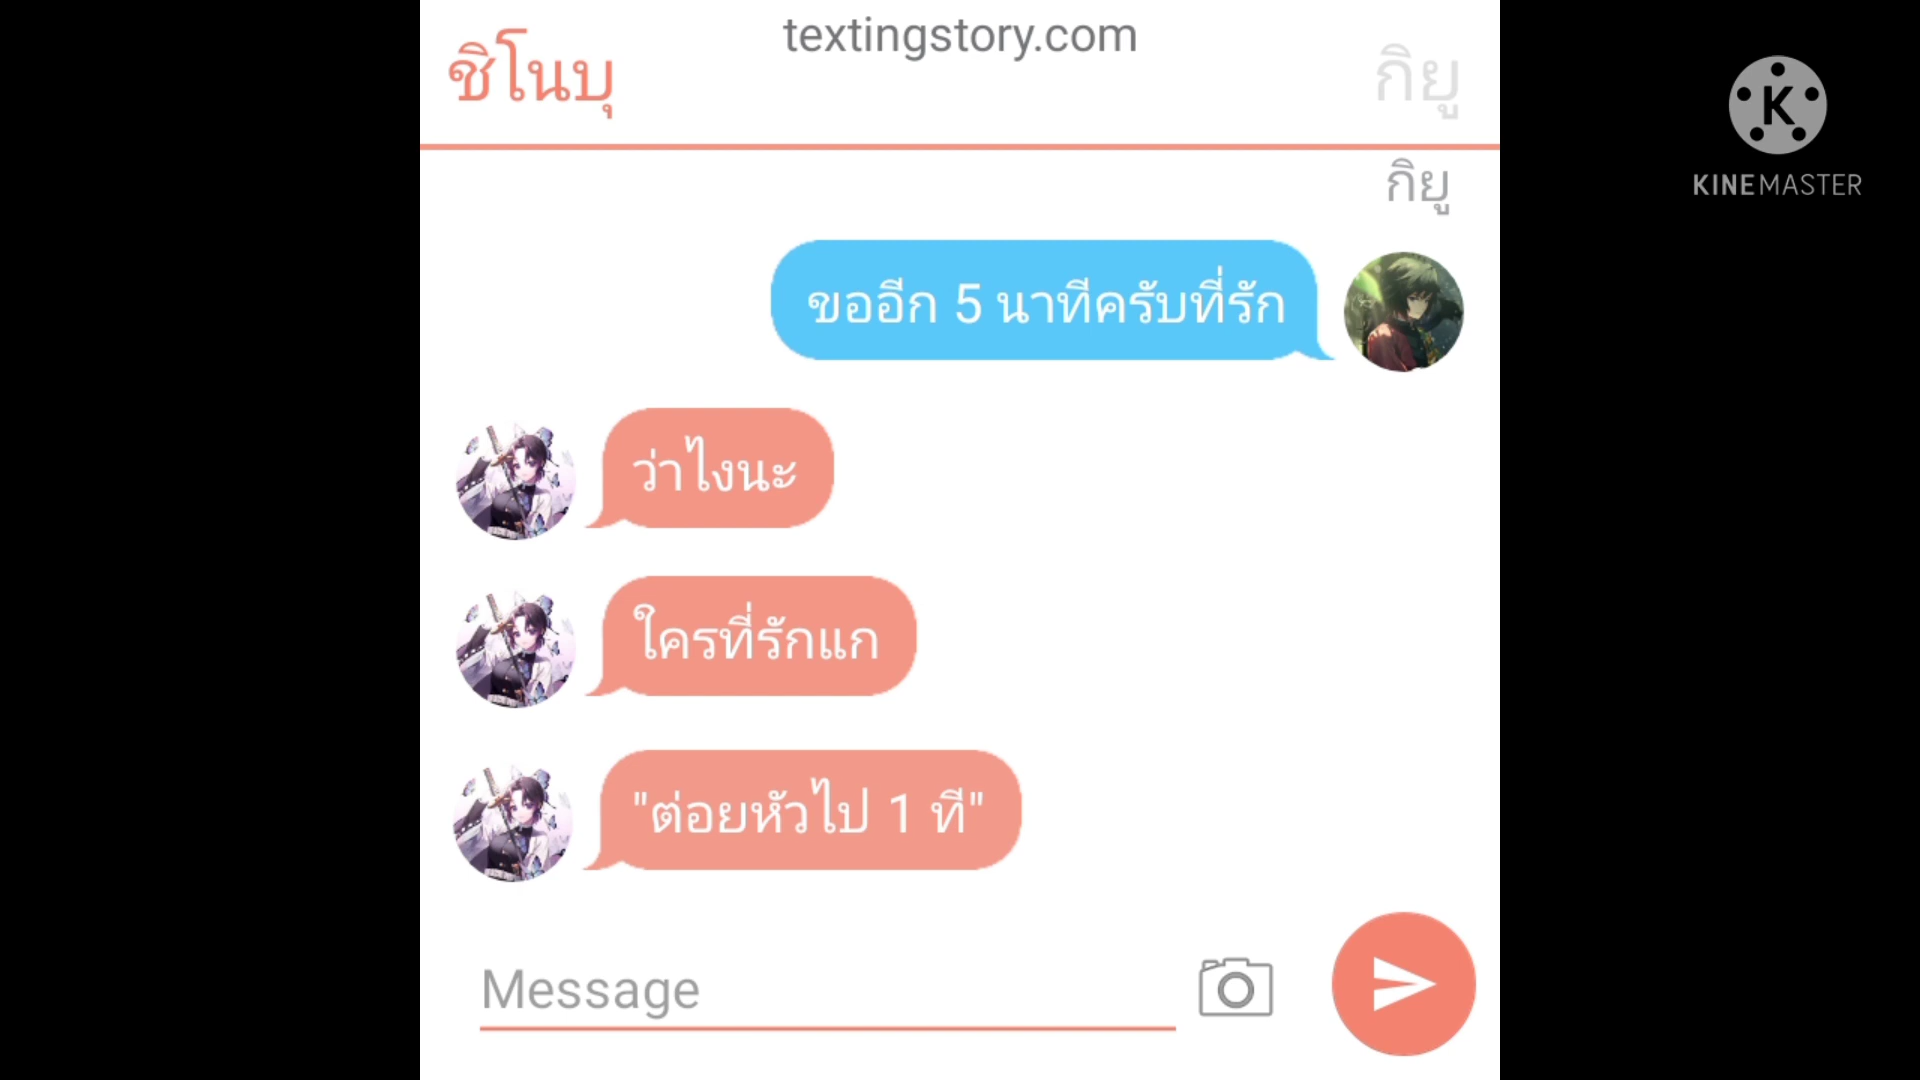 textingstory.com
ชิโนบุ
กิยู
K
KINEMASTER
กิยู
ขออีก 5 นาทีครับที่รัก
ว่าไงนะ
ใครที่รักแก
"ต่อยหัวไป 1 ที"
Message